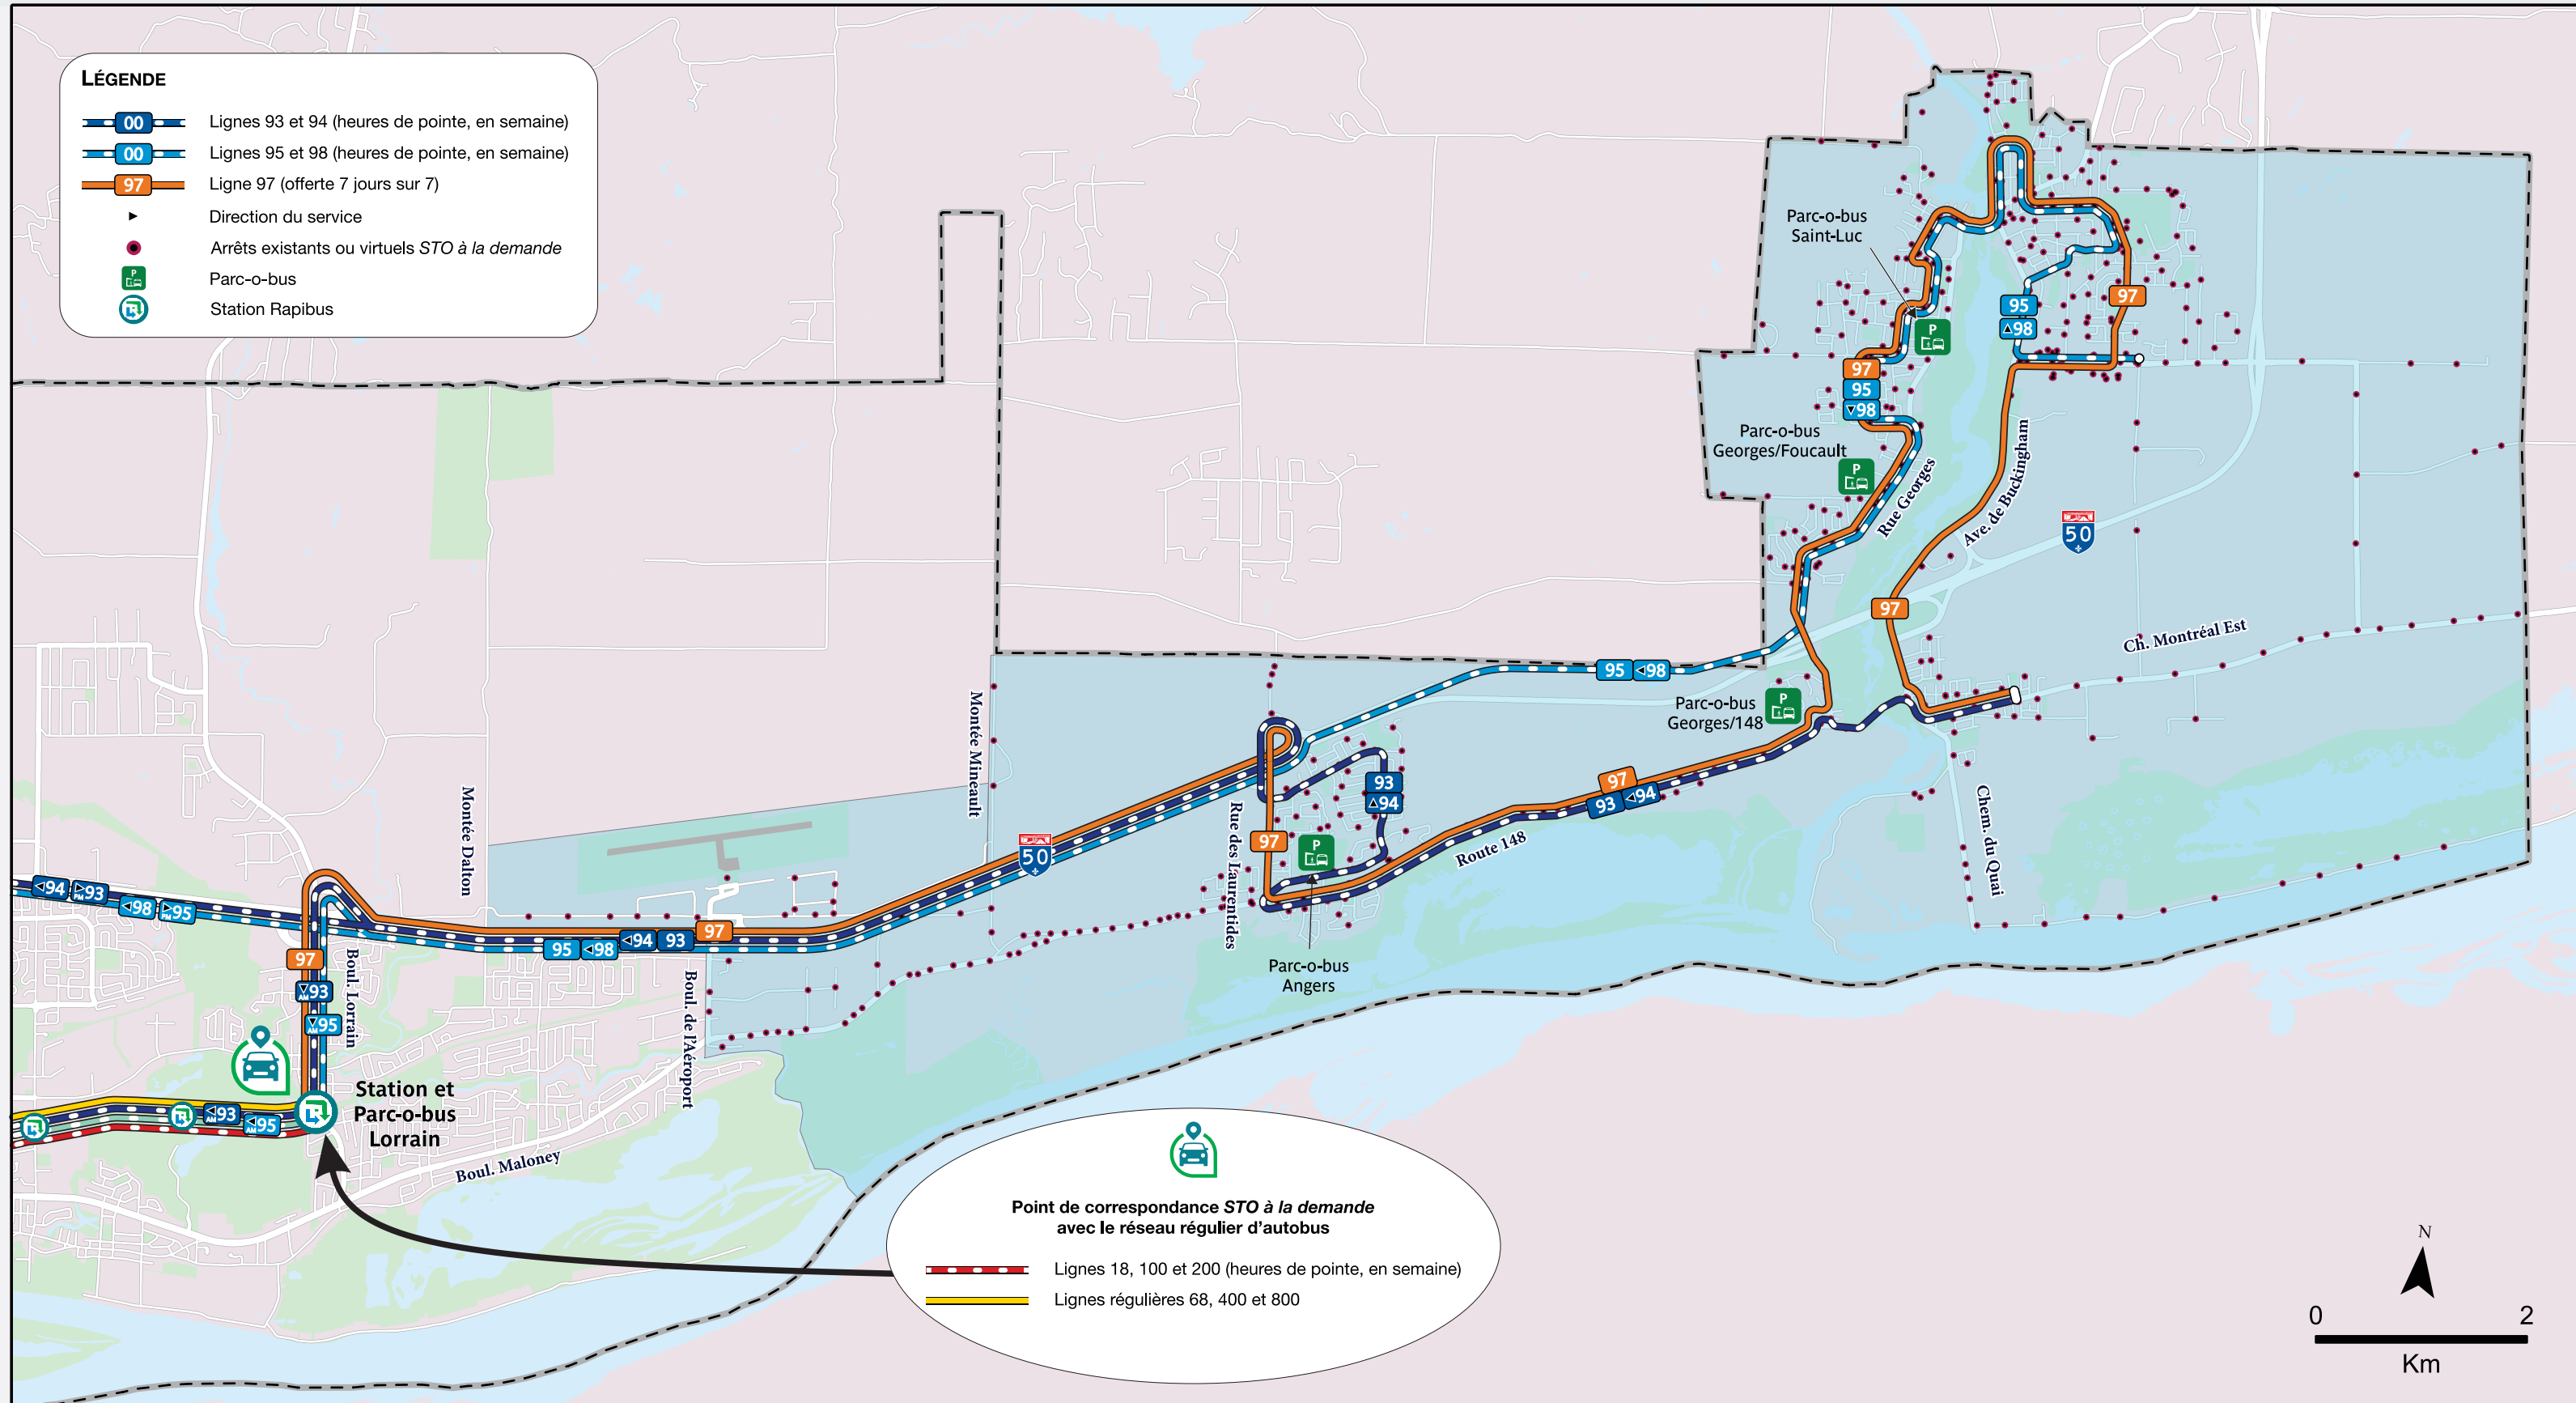 LÉGENDE
00 Lignes 93 et 94 (heures de pointe, en semaine)
00 Lignes 95 et 98 (heures de pointe, en semaine)
97 Ligne 97 (offerte 7 jours sur 7)
Direction du service
Arrêts existants ou virtuels STO à la demande
P Parc-o-bus
Station Rapibus
Parc-o-bus
Saint-Luc
P
95
98
97
97
95
98
Parc-o-bus
Georges/Foucault
P
Rue Georges
Ave. de Buckingham
50
97
Ch. Montréal Est
95 98
Parc-o-bus
Georges/148
P
Montée Mineault
Montée Dalton
93
94
97
93 94
Route 148
97
P
Rue des Laurentides
Chem. du Quai
50
94 93 PM
98 95 PM
97
95 98 94 93
Parc-o-bus
Angers
97
AM 93
AM 95
Boul. Lorrain
Boul. de l'Aéroport
Station et
Parc-o-bus
Lorrain
AM 93
AM 95
Boul. Maloney
Point de correspondance STO à la demande
avec le réseau régulier d'autobus
Lignes 18, 100 et 200 (heures de pointe, en semaine)
Lignes régulières 68, 400 et 800
N
0 2
Km